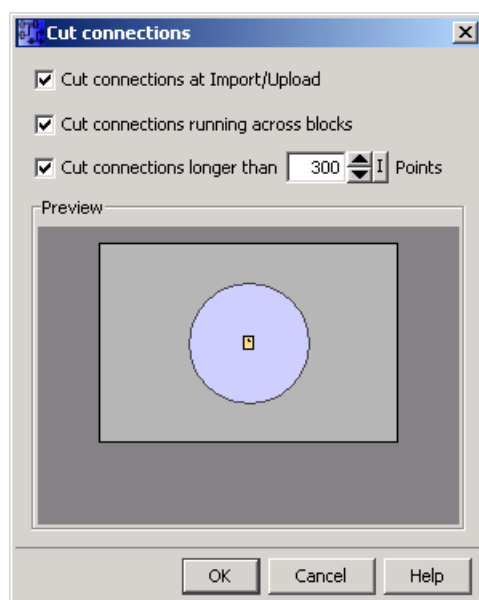 Cut connections
Cut connections at Import/Upload
Cut connections running across blocks
Cut connections longer than 300 I Points
Preview
OK Cancel Help